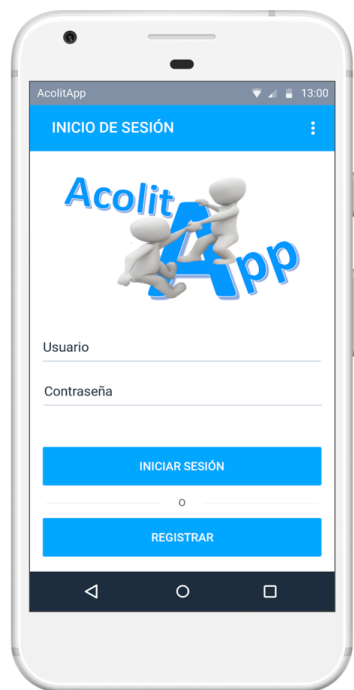 AcolitApp 13:00
INICIO DE SESIÓN
Acolit
App
Usuario
Contraseña
INICIAR SESIÓN
O
REGISTRAR